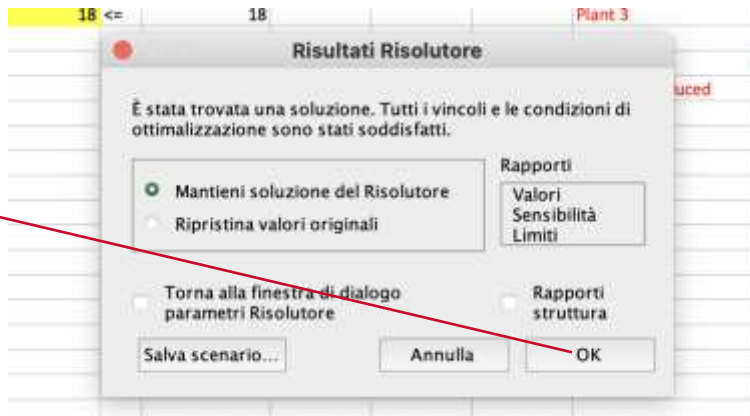 18 <= 18 Plant 3
Risultati Risolutore
uced
È stata trovata una soluzione. Tutti i vincoli e le condizioni di
ottimalizzazione sono stati soddisfatti.
Rapporti
Mantieni soluzione del Risolutore
Ripristina valori originali
Valori
Sensibilità
Limiti
Torna alla finestra di dialogo
parametri Risolutore
Rapporti
struttura
Salva scenario... Annulla OK